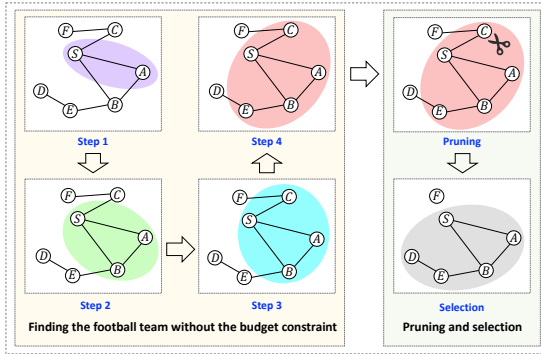 F C
S
A
D
E B
Step 1
F C
S
A
D
E B
Step 2
F C
S
A
D
E B
Step 3
F C
S
A
D
E B
Step 4
Finding the football team without the budget constraint
F C
S
A
D
E B
Pruning
F
S
A
D
E B
Selection
Pruning and selection